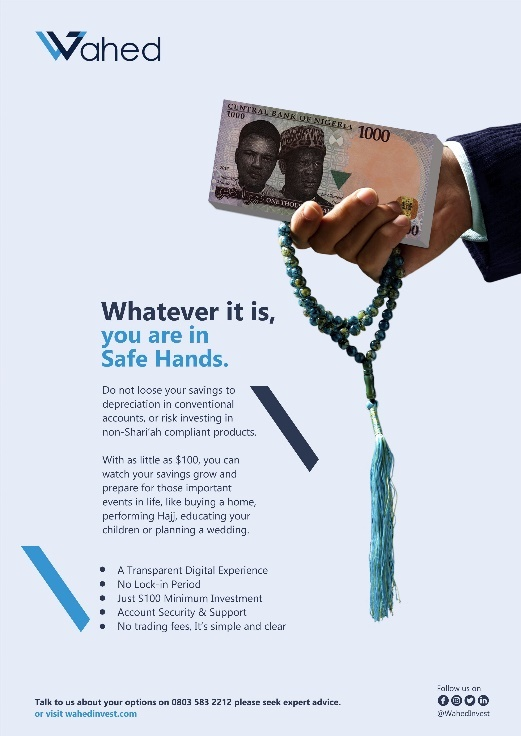 Wahed
CENTRAL BANK OF NIGERIA
1000
1000
Whatever it is,
you are in
Safe Hands.
Do not loose your savings to
depreciation in conventional
accounts, or risk investing in
non-Shari'ah compliant products.
With as little as $100, you can
watch your savings grow and
prepare for those important
events in life, like buying a home,
performing Hajj, educating your
children or planning a wedding.
● A Transparent Digital Experience
● No Lock-in Period
● Just $100 Minimum Investment
● Account Security & Support
● No trading fees, It's simple and clear
Talk to us about your options on 0803 583 2212 please seek expert advice.
or visit wahedinvest.com
Follow us on
@WahedInvest